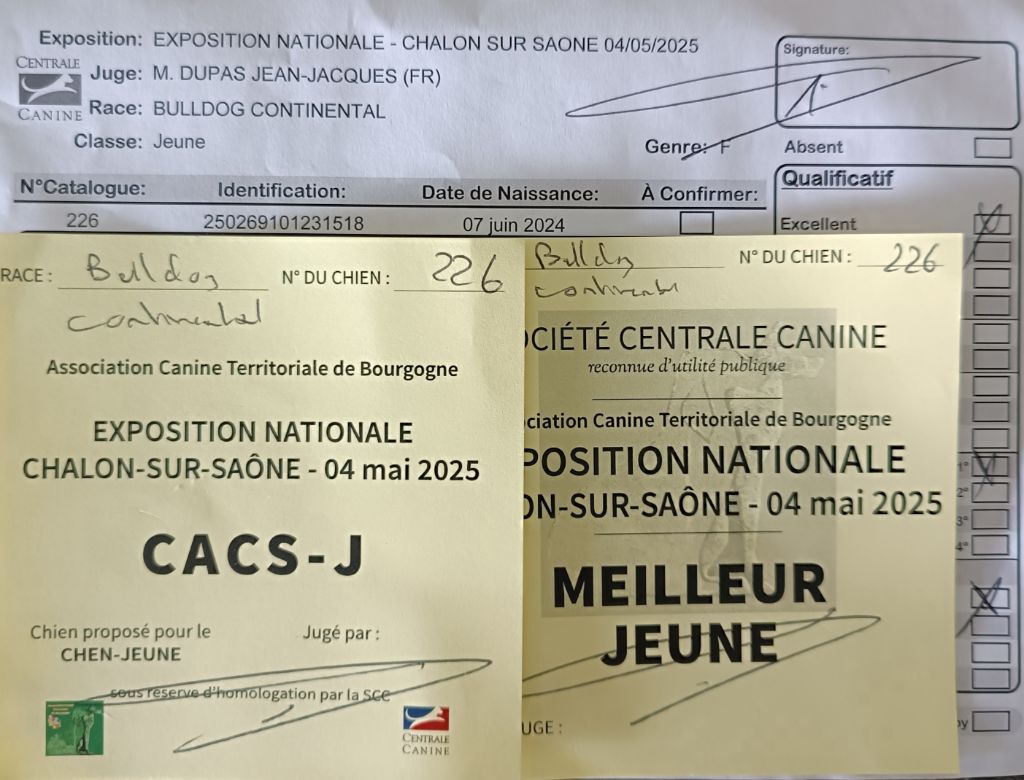 Exposition: EXPOSITION NATIONALE - CHALON SUR SAONE 04/05/2025
Signature:
CENTRALE CANINE
Juge: M. DUPAS JEAN-JACQUES (FR)
Race: BULLDOG CONTINENTAL
Classe: Jeune
Genre: F
Absent
N°Catalogue: Identification: Date de Naissance: À Confirmer:
Qualificatif
226 250269101231518 07 juin 2024
Excellent
RACE : Bulldog N° DU CHIEN : 226
continental
Association Canine Territoriale de Bourgogne
EXPOSITION NATIONALE
CHALON-SUR-SAÔNE - 04 mai 2025
CACS-J
Chien proposé pour le Jugé par :
CHEN-JEUNE
sous réserve d'homologation par la SCC
CENTRALE
CANINE
Bulldog N° DU CHIEN : 226
continental
OCIÉTÉ CENTRALE CANINE
reconnue d'utilité publique
ciation Canine Territoriale de Bourgogne
POSITION NATIONALE
ON-SUR-SAÔNE - 04 mai 2025
MEILLEUR
JEUNE
UGE :
1°
2°
3°
4°
by